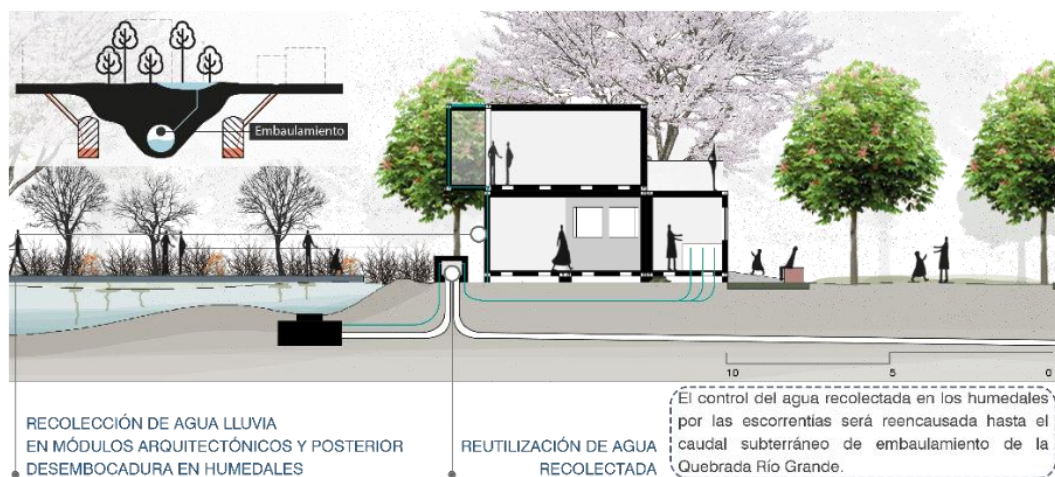 Embaulamiento
10
5
0
RECOLECCIÓN DE AGUA LLUVIA
EN MÓDULOS ARQUITECTÓNICOS Y POSTERIOR
DESEMBOCADURA EN HUMEDALES
REUTILIZACIÓN DE AGUA
RECOLECTADA
El control del agua recolectada en los humedales
por las escorrentías será reencausada hasta el
caudal subterráneo de embaulamiento de la
Quebrada Río Grande.